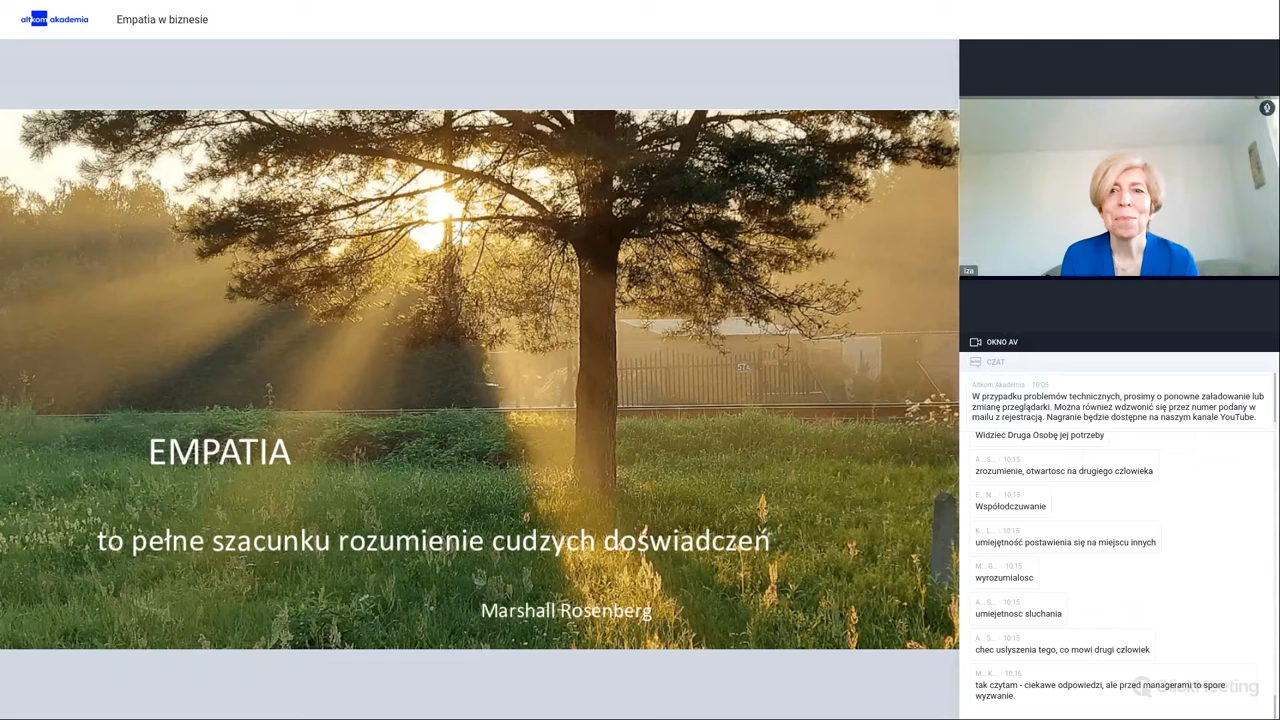 altkom akademia
Empatia w biznesie
EMPATIA
to pełne szacunku rozumienie cudzych doświadczeń
Marshall Rosenberg
Iza
OKNO AV
CZAT
Altkom Akademia · 10:05
W przypadku problemów technicznych, prosimy o ponowne załadowanie lub
zmianę przeglądarki. Można również wdzwonić się przez numer podany w
mailu z rejestracją. Nagranie będzie dostępne na naszym kanale YouTube.
Widzieć Druga Osobę jej potrzeby
A... S... · 10:15
zrozumienie, otwartosc na drugiego czlowieka
E... N... · 10:15
Współodczuwanie
K... L... · 10:15
umiejętność postawienia się na miejscu innych
M... G... · 10:15
wyrozumialosc
A... S... · 10:15
umiejetnosc sluchania
A... S... · 10:15
chec uslyszenia tego, co mowi drugi czlowiek
M... K... · 10:16
tak czytam - ciekawe odpowiedzi, ale przed managerami to spore
wyzwanie.
ClickMeeting